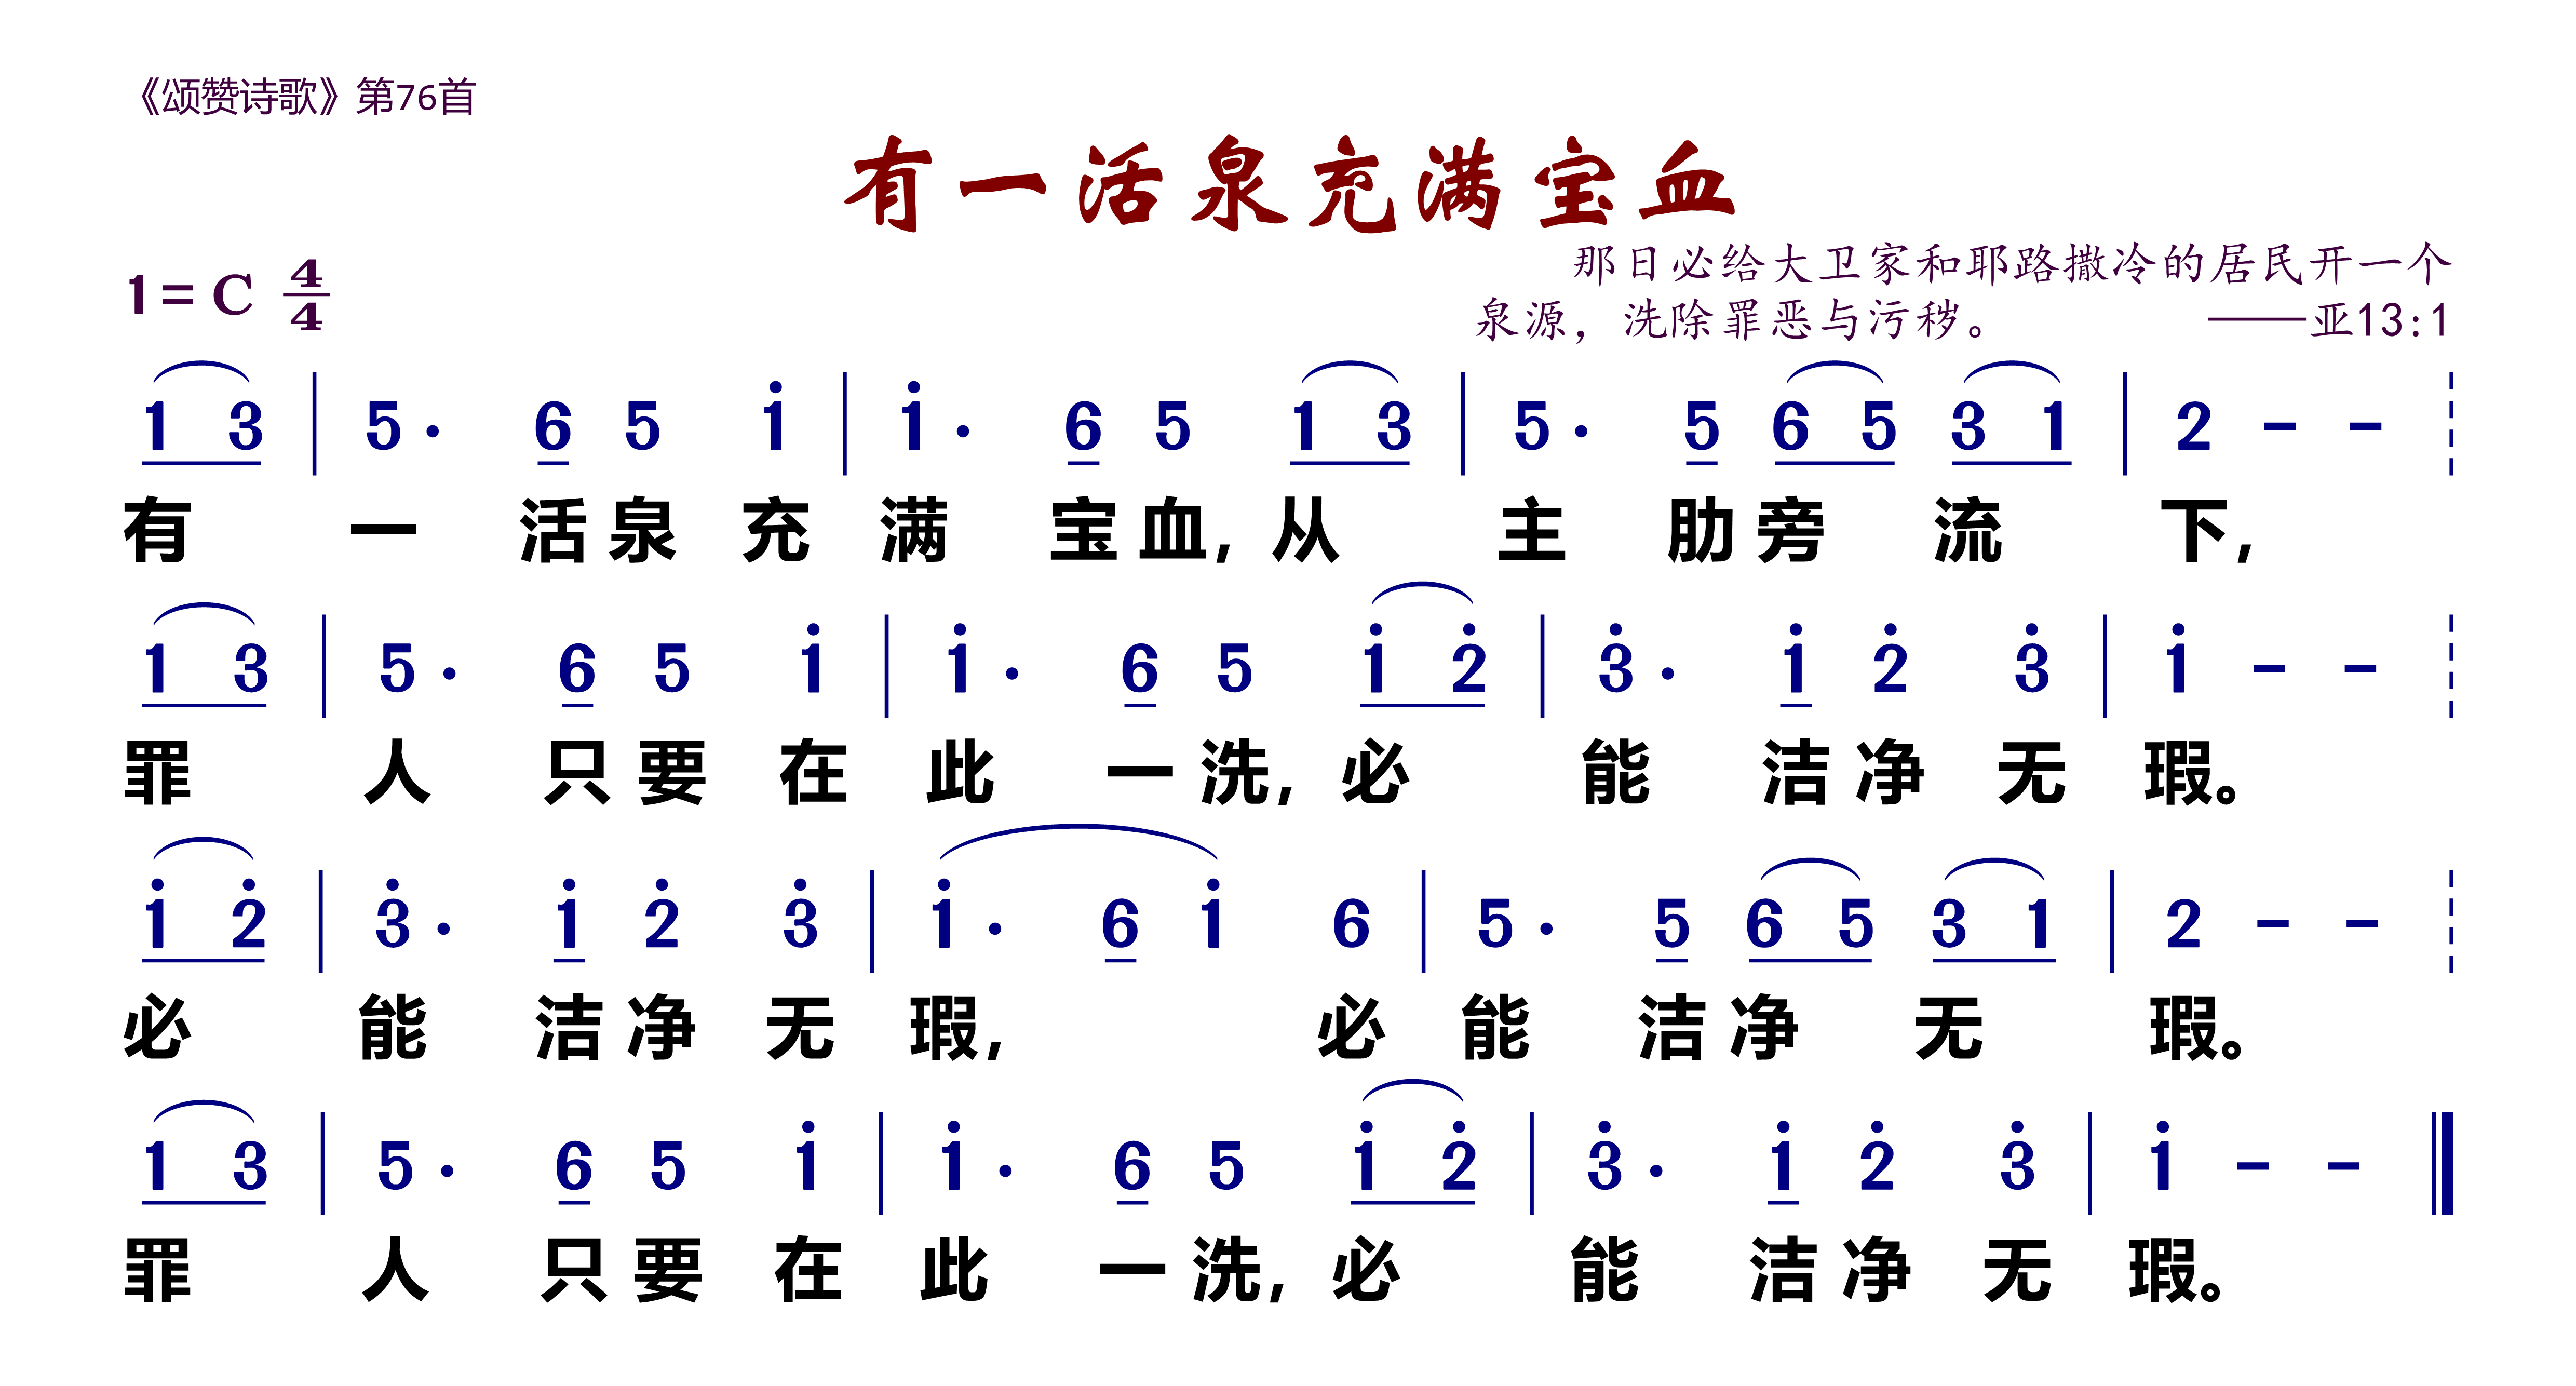 《颂赞诗歌》第76首
有一活泉充满宝血
1=C 4/4
那日必给大卫家和耶路撒冷的居民开一个
泉源，洗除罪恶与污秽。 ——亚13:1
1 3 | 5· 6 5 i | i· 6 5 1 3 | 5· 5 6 5 3 1 | 2 - -
有一活泉充满宝血,从主肋旁流下,
1 3 | 5· 6 5 i | i· 6 5 i 2̇ | 3̇· i 2̇ 3̇ | i - -
罪人只要在此一洗,必能洁净无瑕。
i 2̇ | 3̇· i 2̇ 3̇ | i· 6 i 6 | 5· 5 6 5 3 1 | 2 - -
必能洁净无瑕,必能洁净无瑕。
1 3 | 5· 6 5 i | i· 6 5 i 2̇ | 3̇· i 2̇ 3̇ | i - -
罪人只要在此一洗,必能洁净无瑕。